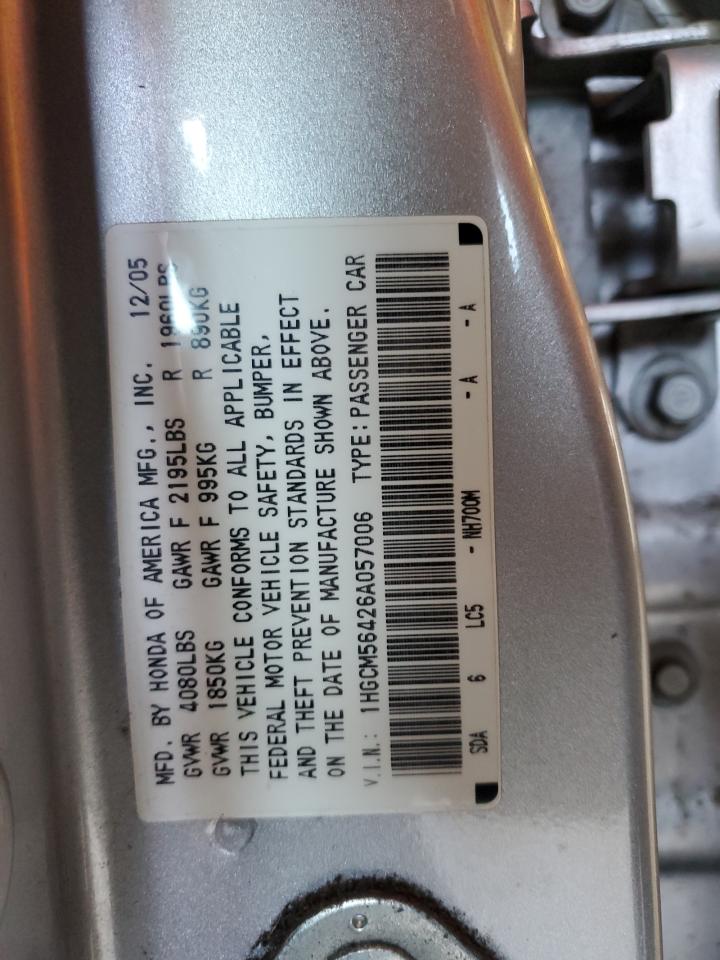 MFD. BY HONDA OF AMERICA MFG., INC. 12/05
GVWR 4080LBS GAWR F 2195LBS R 1960LBS
GVWR 1850KG GAWR F 995KG R 890KG
THIS VEHICLE CONFORMS TO ALL APPLICABLE
FEDERAL MOTOR VEHICLE SAFETY, BUMPER,
AND THEFT PREVENTION STANDARDS IN EFFECT
ON THE DATE OF MANUFACTURE SHOWN ABOVE.
V.I.N.: 1HGCM56426A057006 TYPE:PASSENGER CAR
SDA 6 LC5 - NH700M - A - A